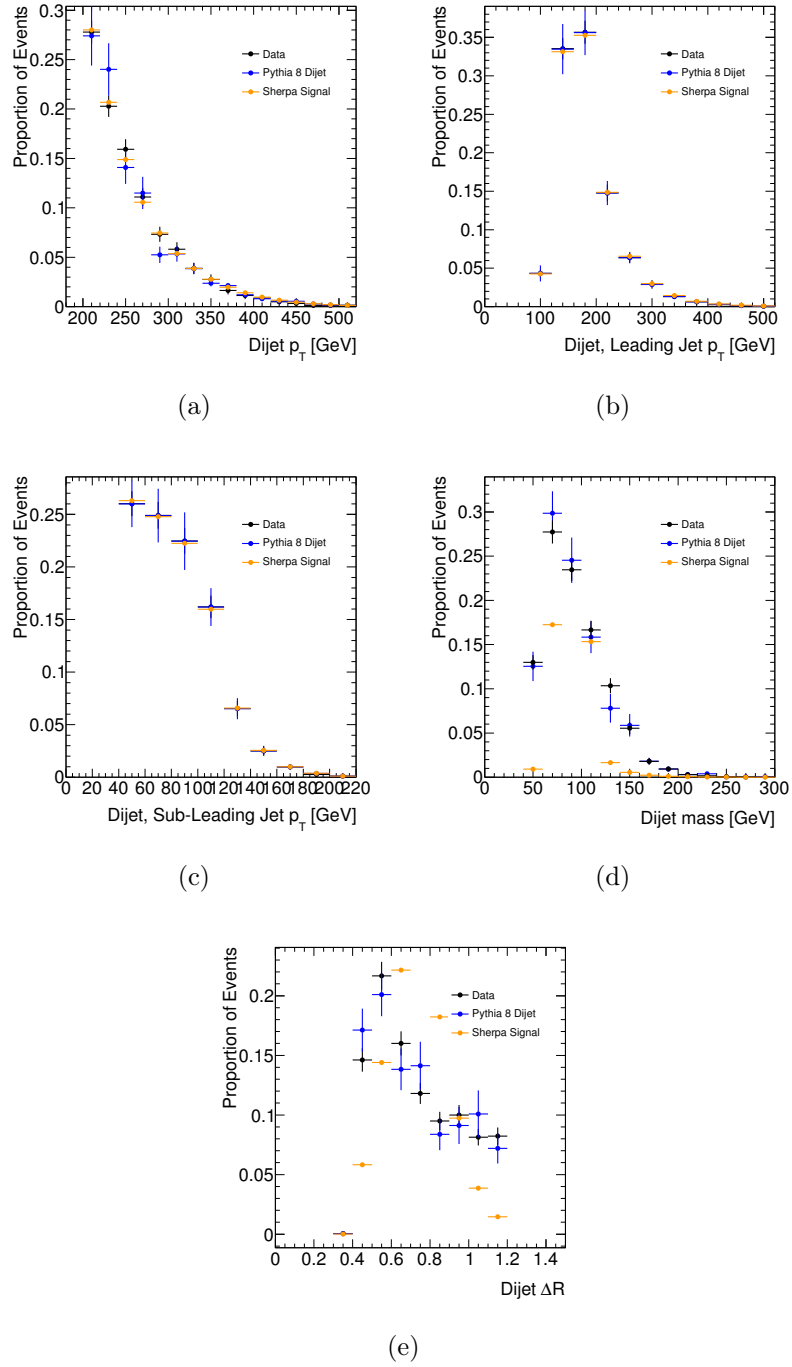 Proportion of Events
0.3
0.25
0.2
0.15
0.1
0.05
0
Data
Pythia 8 Dijet
Sherpa Signal
200 250 300 350 400 450 500
Dijet p_T [GeV]
(a)
Proportion of Events
0.35
0.3
0.25
0.2
0.15
0.1
0.05
0
Data
Pythia 8 Dijet
Sherpa Signal
0 100 200 300 400 500
Dijet, Leading Jet p_T [GeV]
(b)
Proportion of Events
0.25
0.2
0.15
0.1
0.05
0
Data
Pythia 8 Dijet
Sherpa Signal
0 20 40 60 80 100 120 140 160 180 200 220
Dijet, Sub-Leading Jet p_T [GeV]
(c)
Proportion of Events
0.3
0.25
0.2
0.15
0.1
0.05
0
Data
Pythia 8 Dijet
Sherpa Signal
0 50 100 150 200 250 300
Dijet mass [GeV]
(d)
Proportion of Events
0.2
0.15
0.1
0.05
0
Data
Pythia 8 Dijet
Sherpa Signal
0 0.2 0.4 0.6 0.8 1 1.2 1.4
Dijet ΔR
(e)